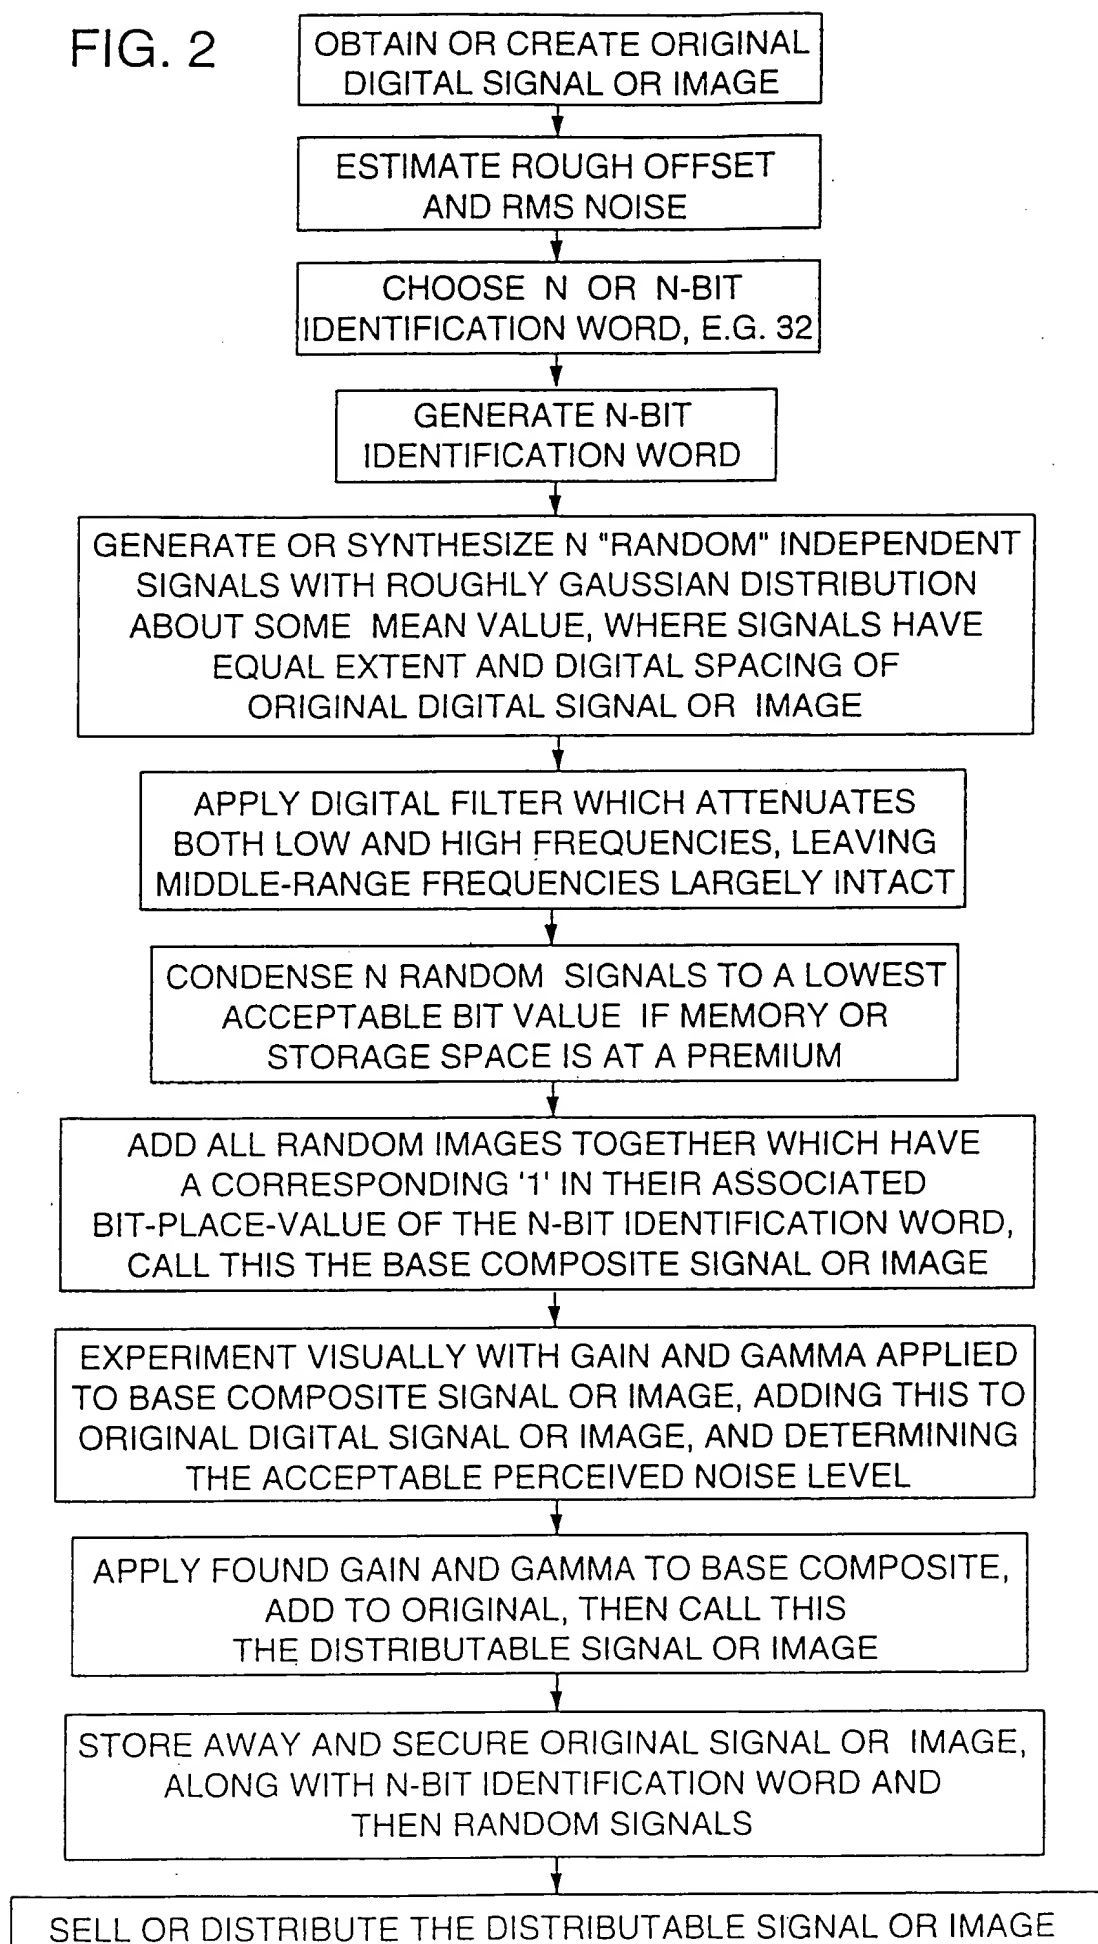 FIG. 2
OBTAIN OR CREATE ORIGINAL
DIGITAL SIGNAL OR IMAGE
ESTIMATE ROUGH OFFSET
AND RMS NOISE
CHOOSE N OR N-BIT
IDENTIFICATION WORD, E.G. 32
GENERATE N-BIT
IDENTIFICATION WORD
GENERATE OR SYNTHESIZE N "RANDOM" INDEPENDENT
SIGNALS WITH ROUGHLY GAUSSIAN DISTRIBUTION
ABOUT SOME MEAN VALUE, WHERE SIGNALS HAVE
EQUAL EXTENT AND DIGITAL SPACING OF
ORIGINAL DIGITAL SIGNAL OR IMAGE
APPLY DIGITAL FILTER WHICH ATTENUATES
BOTH LOW AND HIGH FREQUENCIES, LEAVING
MIDDLE-RANGE FREQUENCIES LARGELY INTACT
CONDENSE N RANDOM SIGNALS TO A LOWEST
ACCEPTABLE BIT VALUE IF MEMORY OR
STORAGE SPACE IS AT A PREMIUM
ADD ALL RANDOM IMAGES TOGETHER WHICH HAVE
A CORRESPONDING '1' IN THEIR ASSOCIATED
BIT-PLACE-VALUE OF THE N-BIT IDENTIFICATION WORD,
CALL THIS THE BASE COMPOSITE SIGNAL OR IMAGE
EXPERIMENT VISUALLY WITH GAIN AND GAMMA APPLIED
TO BASE COMPOSITE SIGNAL OR IMAGE, ADDING THIS TO
ORIGINAL DIGITAL SIGNAL OR IMAGE, AND DETERMINING
THE ACCEPTABLE PERCEIVED NOISE LEVEL
APPLY FOUND GAIN AND GAMMA TO BASE COMPOSITE,
ADD TO ORIGINAL, THEN CALL THIS
THE DISTRIBUTABLE SIGNAL OR IMAGE
STORE AWAY AND SECURE ORIGINAL SIGNAL OR IMAGE,
ALONG WITH N-BIT IDENTIFICATION WORD AND
THEN RANDOM SIGNALS
SELL OR DISTRIBUTE THE DISTRIBUTABLE SIGNAL OR IMAGE